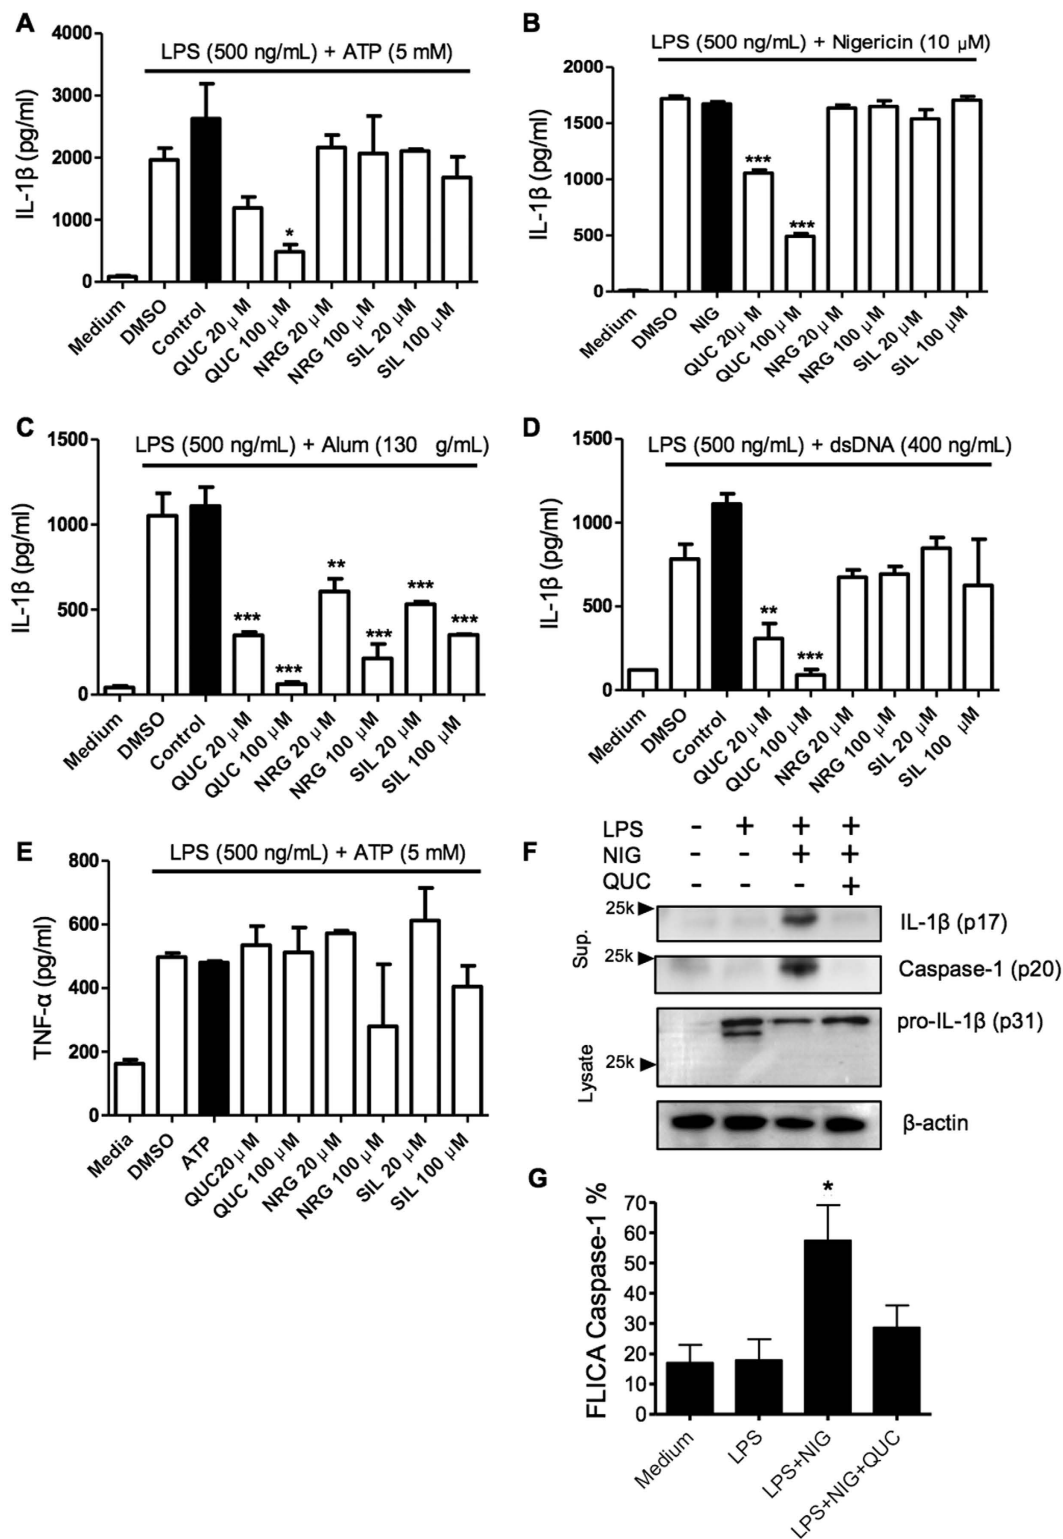 A
LPS (500 ng/mL) + ATP (5 mM)
IL-1β (pg/ml)
4000
3000
2000
1000
0
Medium
DMSO
Control
QUC 20 μM
QUC 100 μM
NRG 20 μM
NRG 100 μM
SIL 20 μM
SIL 100 μM
*
B
LPS (500 ng/mL) + Nigericin (10 μM)
IL-1β (pg/ml)
2000
1500
1000
500
0
***
***
Medium
DMSO
NIG
QUC 20μ M
QUC 100 μM
NRG 20 μM
NRG 100 μM
SIL 20 μM
SIL 100 μM
C
LPS (500 ng/mL) + Alum (130 g/mL)
IL-1β (pg/ml)
1500
1000
500
0
***
***
**
***
***
***
Medium
DMSO
Control
QUC 20 μM
QUC 100 μM
NRG 20 μM
NRG 100 μM
SIL 20 μM
SIL 100 μM
D
LPS (500 ng/mL) + dsDNA (400 ng/mL)
IL-1β (pg/ml)
1500
1000
500
0
**
***
Medium
DMSO
Control
QUC 20 μM
QUC 100 μM
NRG 20 μM
NRG 100 μM
SIL 20 μM
SIL 100 μM
E
LPS (500 ng/mL) + ATP (5 mM)
TNF-α (pg/ml)
800
600
400
200
0
Media
DMSO
ATP
QUC20 μM
QUC 100 μM
NRG 20 μM
NRG 100 μM
SIL 20 μM
SIL 100 μM
F
LPS - + + +
NIG - - + +
QUC - - - +
Sup.
25k
IL-1β (p17)
25k
Caspase-1 (p20)
Lysate
pro-IL-1β (p31)
25k
β-actin
G
FLICA Caspase-1 %
70
60
50
40
30
20
10
0
*
Medium
LPS
LPS+NIG
LPS+NIG+QUC